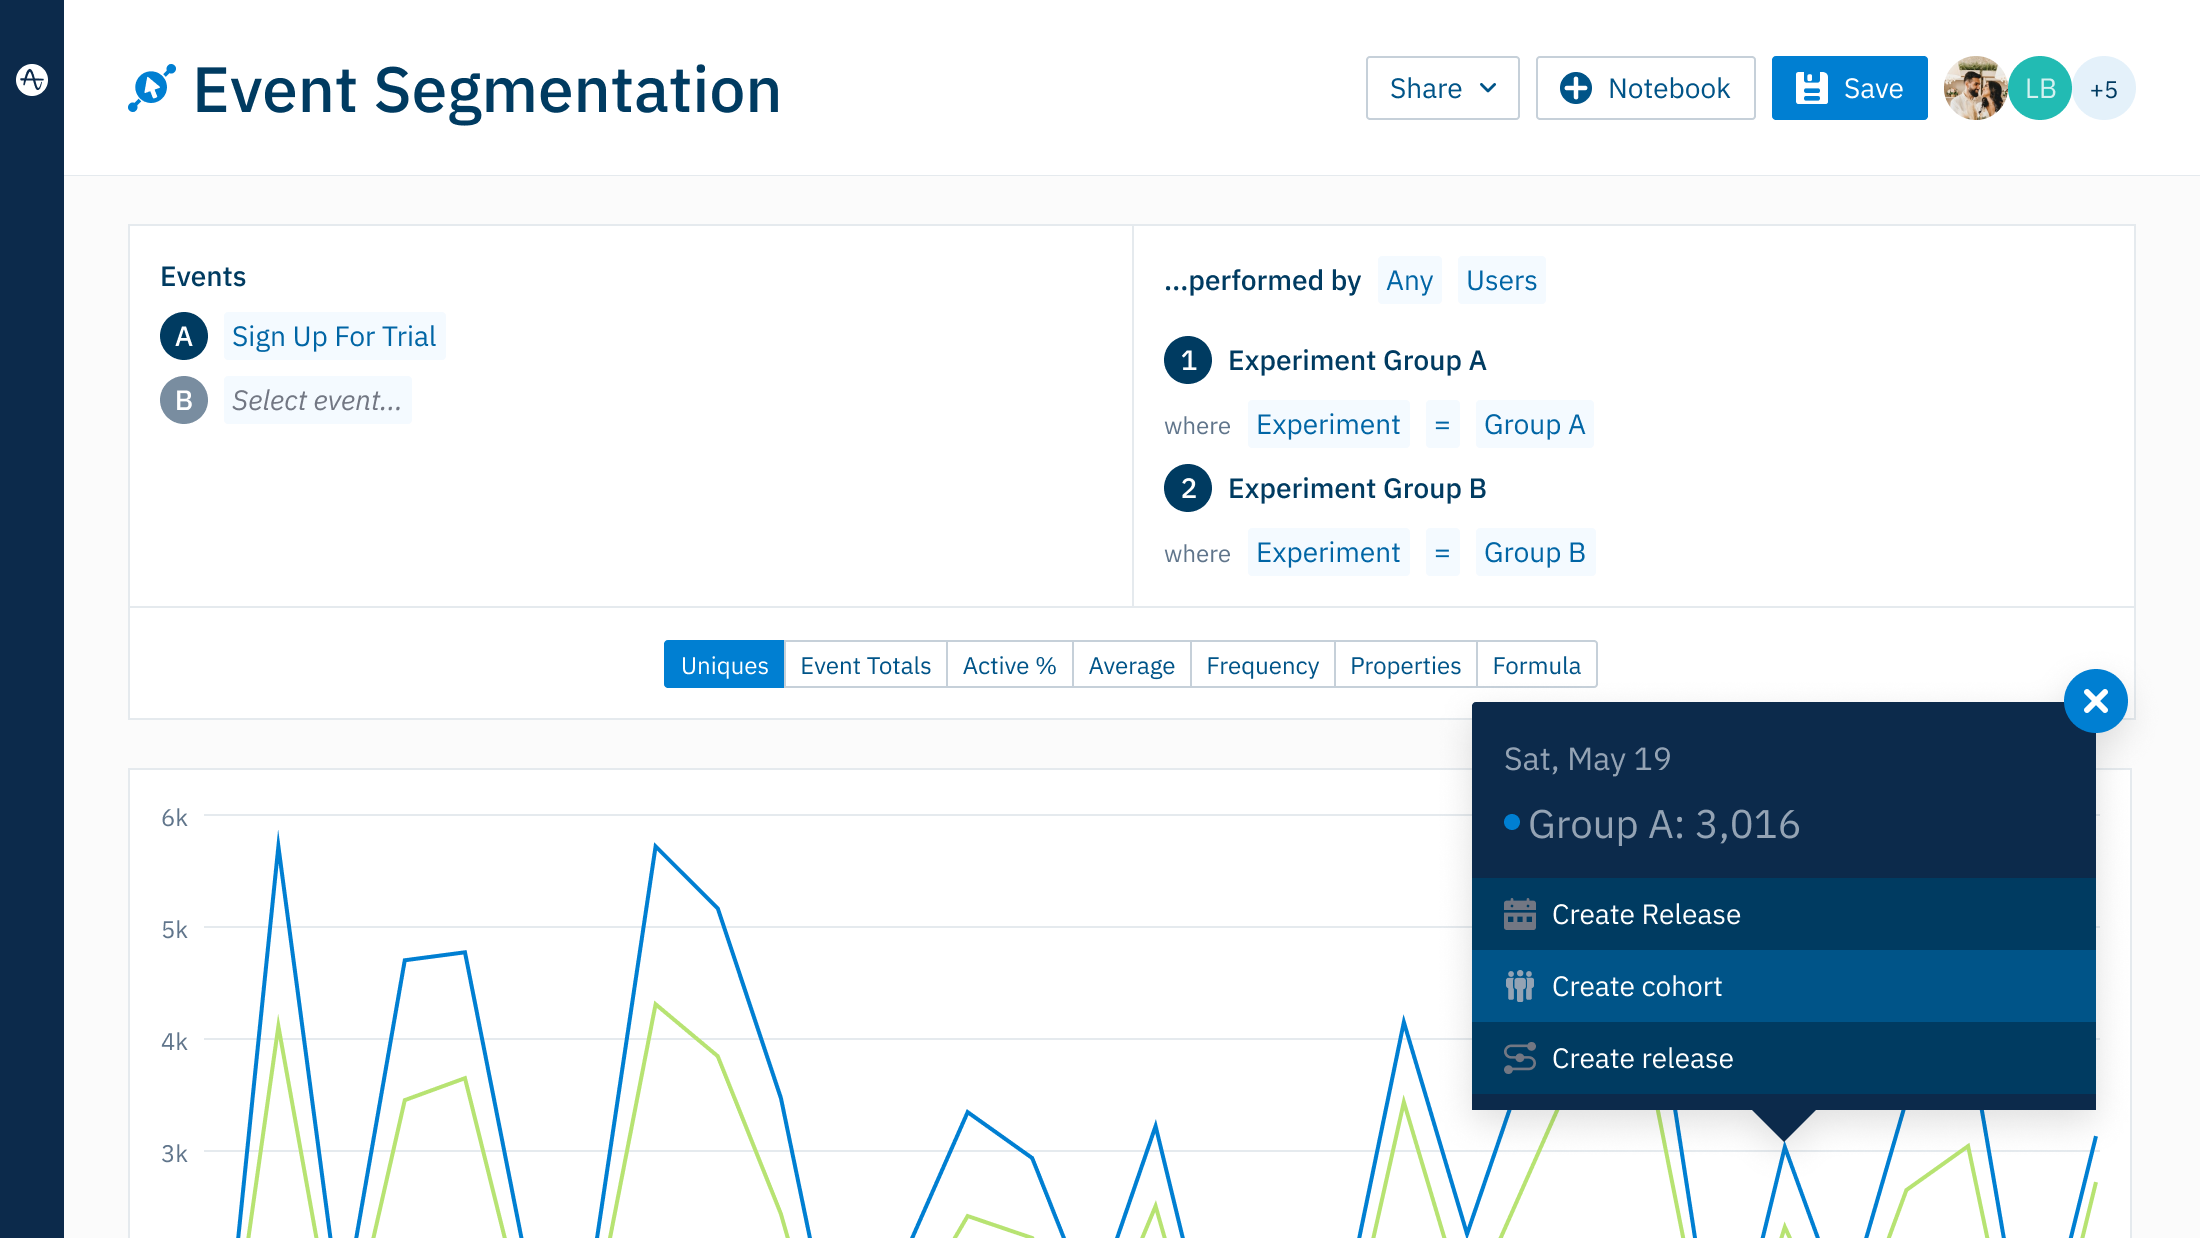 Event Segmentation
Share
Notebook
Save
LB
+5
Events
A Sign Up For Trial
B Select event...
...performed by Any Users
1 Experiment Group A
where Experiment = Group A
2 Experiment Group B
where Experiment = Group B
Uniques Event Totals Active % Average Frequency Properties Formula
Sat, May 19
Group A: 3,016
Create Release
Create cohort
Create release
6k
5k
4k
3k